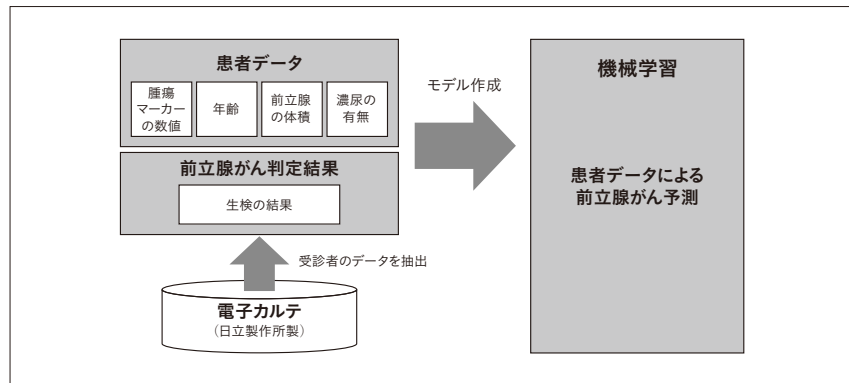 患者データ
腫瘍
マーカー
の数値
年齢
前立腺
の体積
濃尿の
有無
前立腺がん判定結果
生検の結果
受診者のデータを抽出
電子カルテ
（日立製作所製）
モデル作成
機械学習
患者データによる
前立腺がん予測